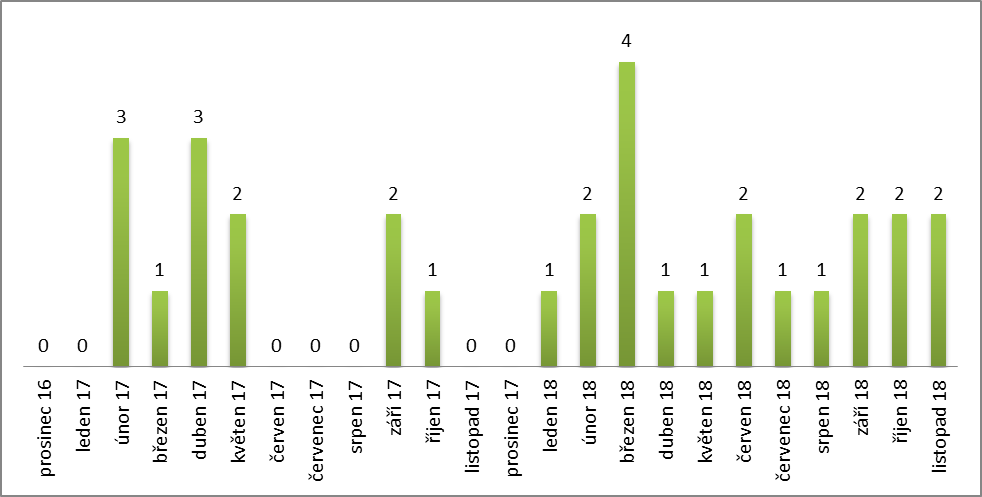 4
3
3
2
2
2
2
2
2
2
1
1
1
1
1
1
1
0
0
0
0
0
0
0
prosinec 16
leden 17
únor 17
březen 17
duben 17
květen 17
červen 17
červenec 17
srpen 17
září 17
říjen 17
listopad 17
prosinec 17
leden 18
únor 18
březen 18
duben 18
květen 18
červen 18
červenec 18
srpen 18
září 18
říjen 18
listopad 18